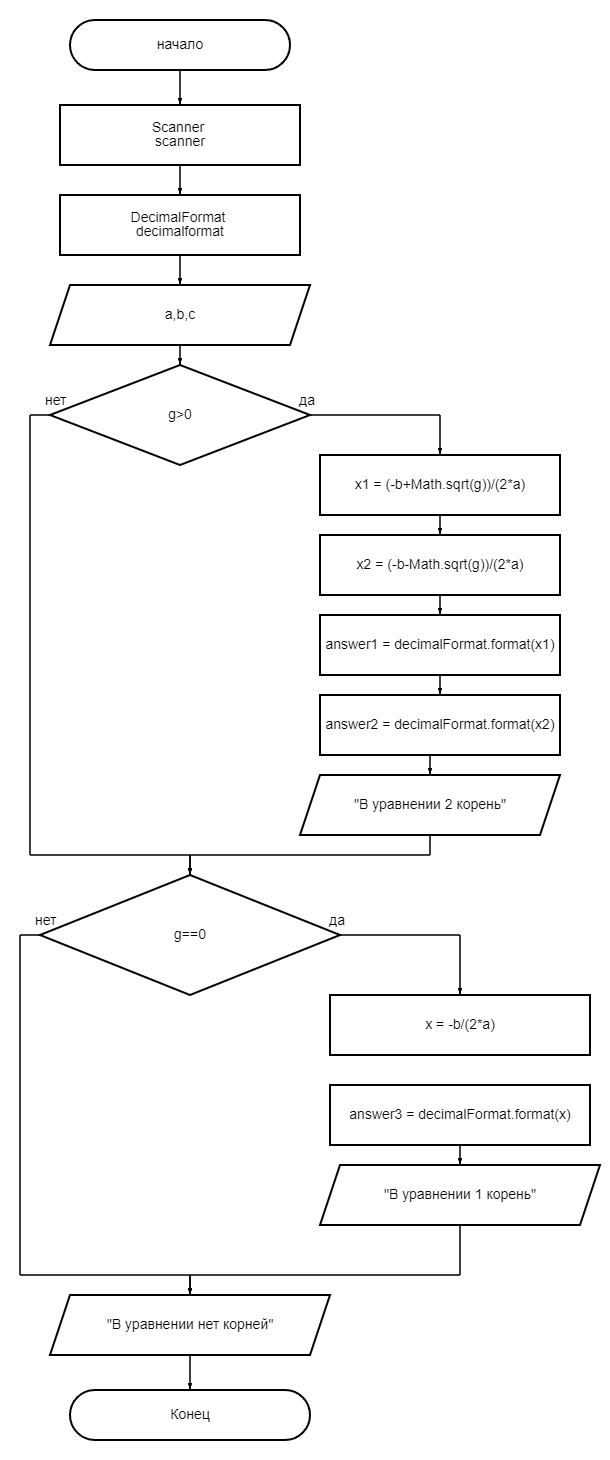 начало
Scanner
scanner
DecimalFormat
decimalformat
a,b,c
нет
да
g>0
x1 = (-b+Math.sqrt(g))/(2*a)
x2 = (-b-Math.sqrt(g))/(2*a)
answer1 = decimalFormat.format(x1)
answer2 = decimalFormat.format(x2)
"В уравнении 2 корень"
нет
да
g==0
x = -b/(2*a)
answer3 = decimalFormat.format(x)
"В уравнении 1 корень"
"В уравнении нет корней"
Конец